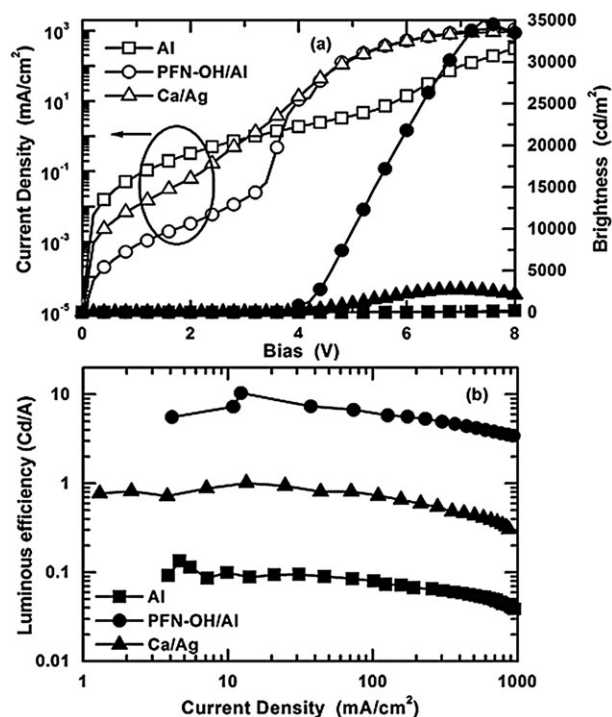 (a)
Al
PFN-OH/Al
Ca/Ag
Current Density (mA/cm²)
10³
10¹
10⁻¹
10⁻³
10⁻⁵
Brightness (cd/m)
35000
30000
25000
20000
15000
10000
5000
0
0 2 4 6 8
Bias (V)
(b)
Luminous efficiency (Cd/A)
10
1
0.1
0.01
Al
PFN-OH/Al
Ca/Ag
1 10 100 1000
Current Density (mA/cm²)